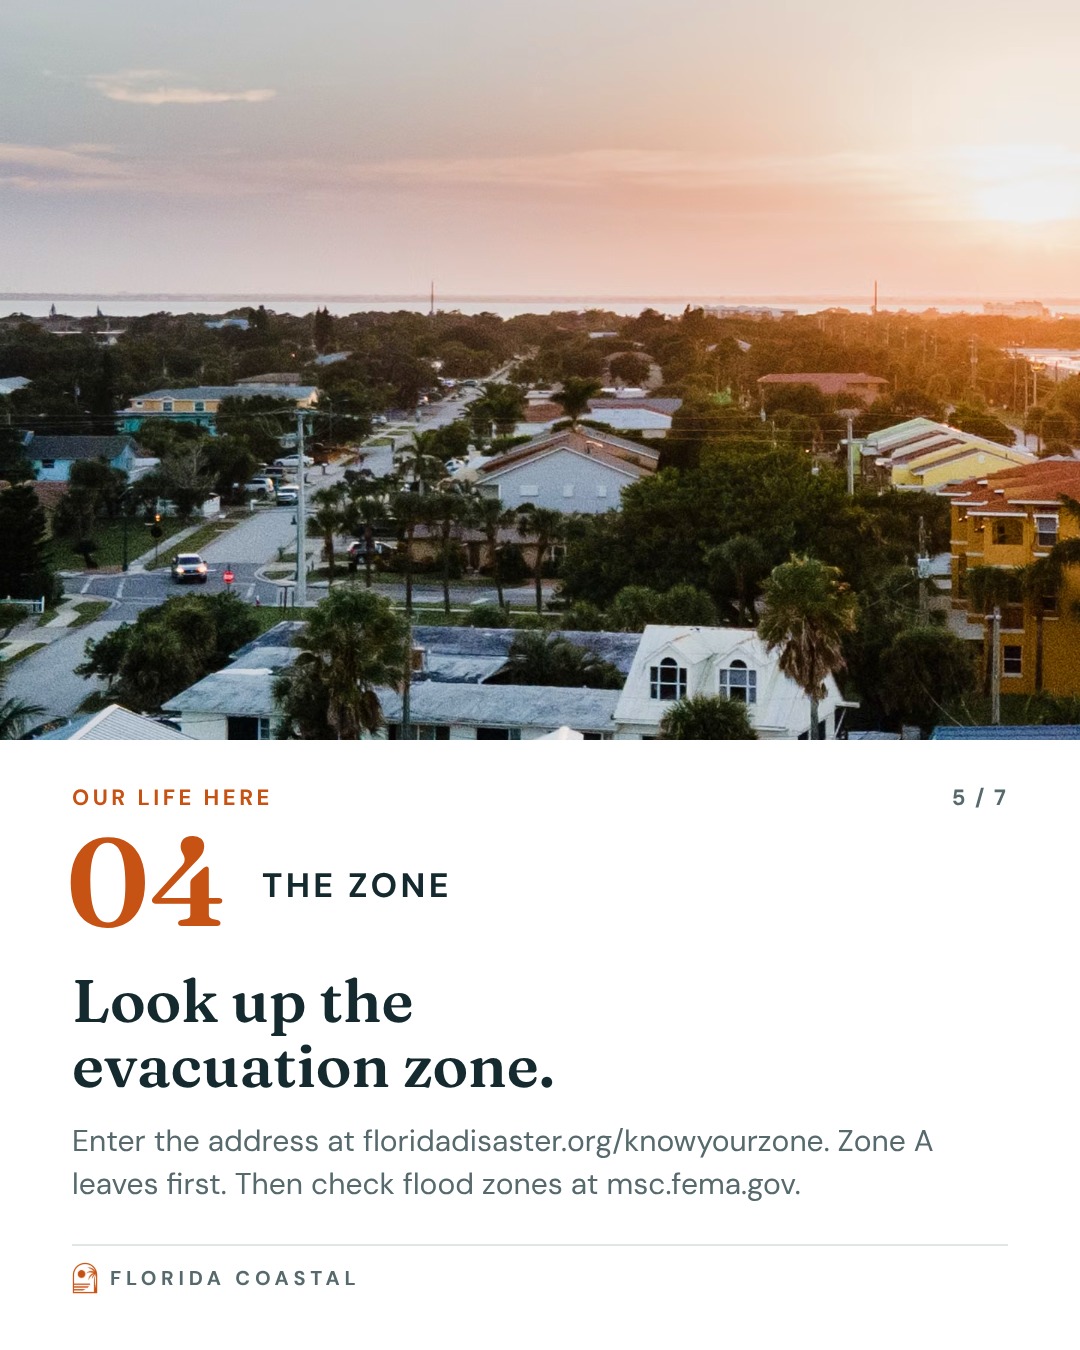 OUR LIFE HERE
5 / 7
04 THE ZONE
Look up the
evacuation zone.
Enter the address at floridadisaster.org/knowyourzone. Zone A
leaves first. Then check flood zones at msc.fema.gov.
FLORIDA COASTAL